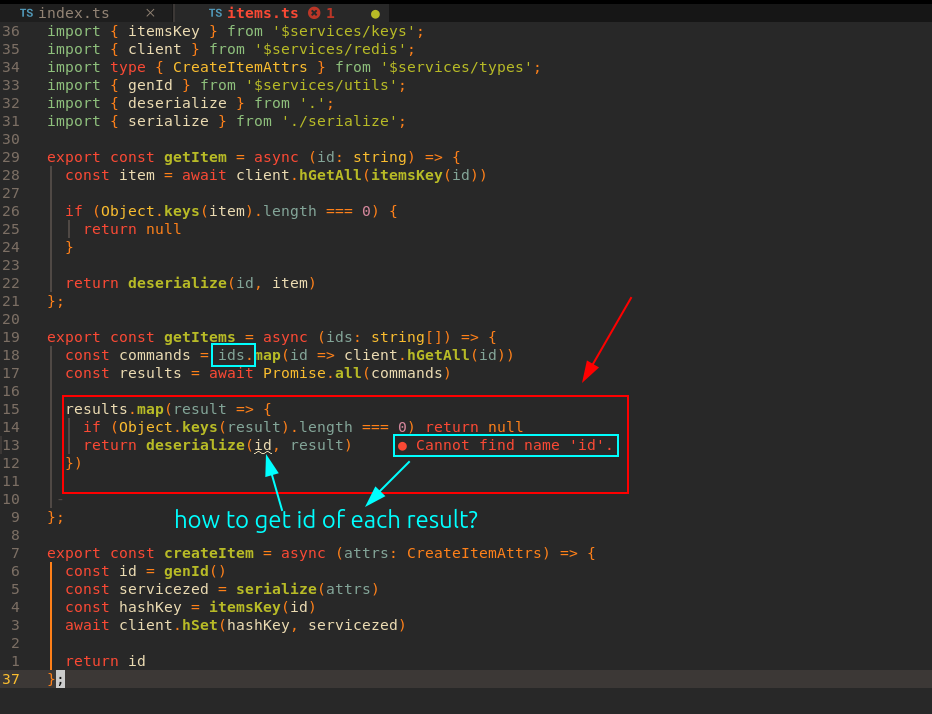 TS index.ts × TS items.ts 1 ●
36 import { itemsKey } from '$services/keys';
35 import { client } from '$services/redis';
34 import type { CreateItemAttrs } from '$services/types';
33 import { genId } from '$services/utils';
32 import { deserialize } from '.';
31 import { serialize } from './serialize';
30
29 export const getItem = async (id: string) => {
28 const item = await client.hGetAll(itemsKey(id))
27
26 if (Object.keys(item).length === 0) {
25 return null
24 }
23
22 return deserialize(id, item)
21 };
20
19 export const getItems = async (ids: string[]) => {
18 const commands = ids.map(id => client.hGetAll(id))
17 const results = await Promise.all(commands)
16
15 results.map(result => {
14 if (Object.keys(result).length === 0) return null
13 return deserialize(id, result) ● Cannot find name 'id'.
12 })
11
10 -
how to get id of each result?
9 };
8
7 export const createItem = async (attrs: CreateItemAttrs) => {
6 const id = genId()
5 const servicezed = serialize(attrs)
4 const hashKey = itemsKey(id)
3 await client.hSet(hashKey, servicezed)
2
1 return id
37 };